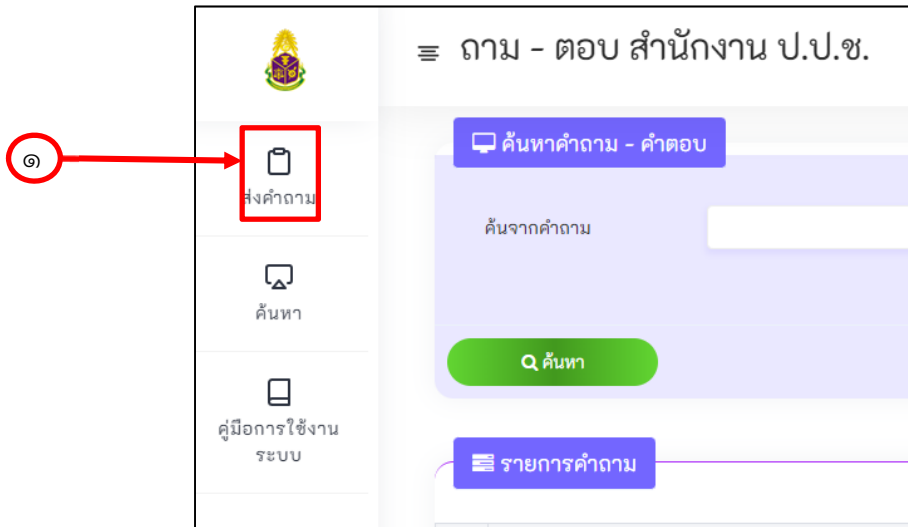 ถาม - ตอบ สำนักงาน ป.ป.ช.
๑
ส่งคำถาม
ค้นหา
คู่มือการใช้งาน
ระบบ
ค้นหาคำถาม - คำตอบ
ค้นจากคำถาม
ค้นหา
รายการคำถาม